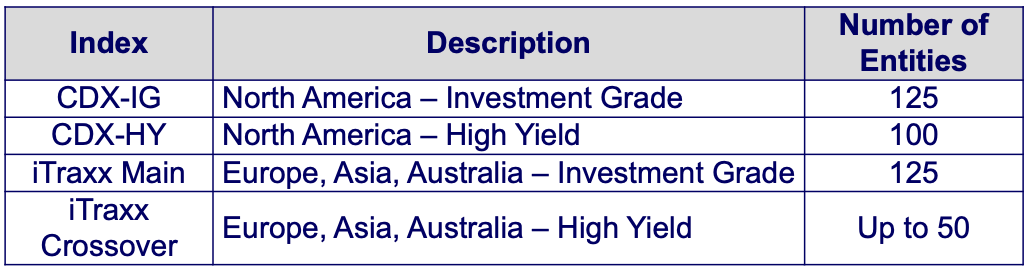 Index Description Number of
Entities
CDX-IG North America – Investment Grade 125
CDX-HY North America – High Yield 100
iTraxx Main Europe, Asia, Australia – Investment Grade 125
iTraxx
Crossover Europe, Asia, Australia – High Yield Up to 50